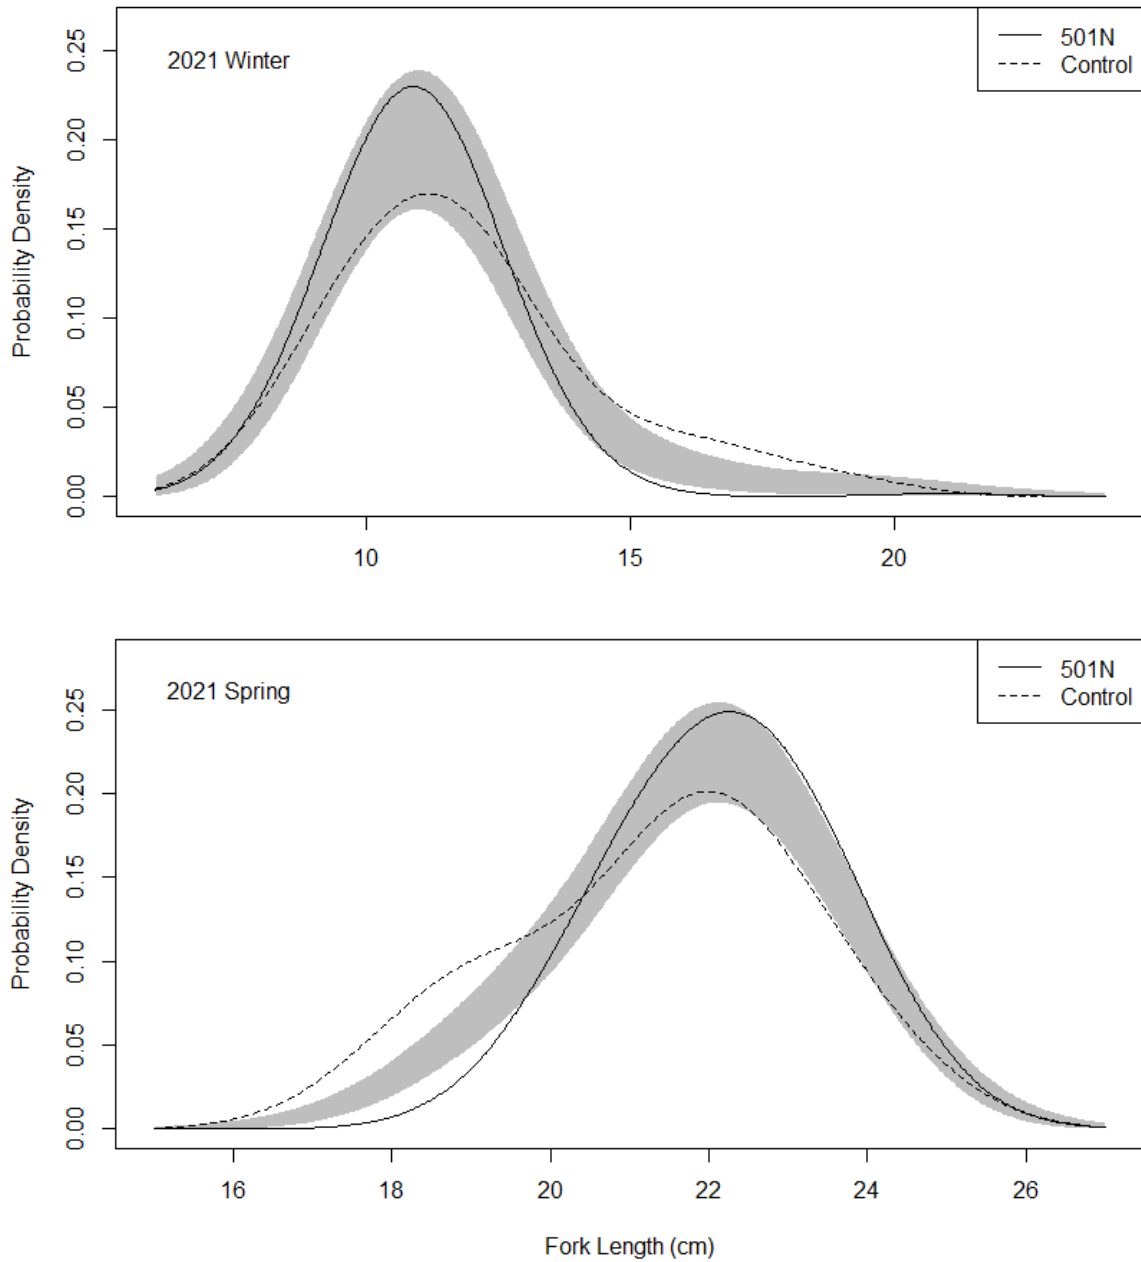 2021 Winter
501N
Control
Probability Density
0.25
0.20
0.15
0.10
0.05
0.00
10 15 20
2021 Spring
501N
Control
Probability Density
0.25
0.20
0.15
0.10
0.05
0.00
16 18 20 22 24 26
Fork Length (cm)